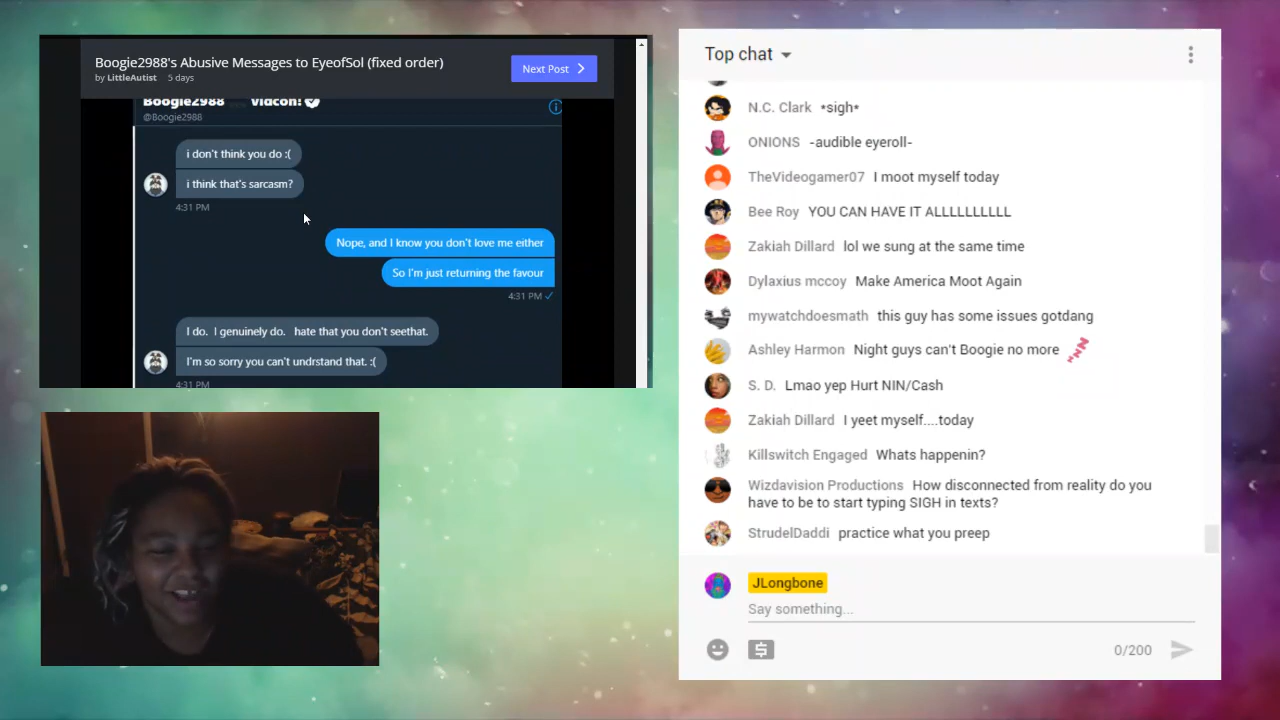 Boogie2988's Abusive Messages to EyeofSol (fixed order)
by LittleAutist 5 days
Next Post
Boogie2988 Vidcon!
@Boogie2988
i don't think you do :(
i think that's sarcasm?
4:31 PM
Nope, and I know you don't love me either
So I'm just returning the favour
4:31 PM
I do. I genuinely do. hate that you don't seethat.
I'm so sorry you can't undrstand that. :(
4:31 PM
Top chat
N.C. Clark *sigh*
ONIONS -audible eyeroll-
TheVideogamer07 I moot myself today
Bee Roy YOU CAN HAVE IT ALLLLLLLLLL
Zakiah Dillard lol we sung at the same time
Dylaxius mccoy Make America Moot Again
mywatchdoesmath this guy has some issues gotdang
Ashley Harmon Night guys can't Boogie no more
S. D. Lmao yep Hurt NIN/Cash
Zakiah Dillard I yeet myself....today
Killswitch Engaged Whats happenin?
Wizdavision Productions How disconnected from reality do you
have to be to start typing SIGH in texts?
StrudelDaddi practice what you preep
JLongbone
Say something...
0/200